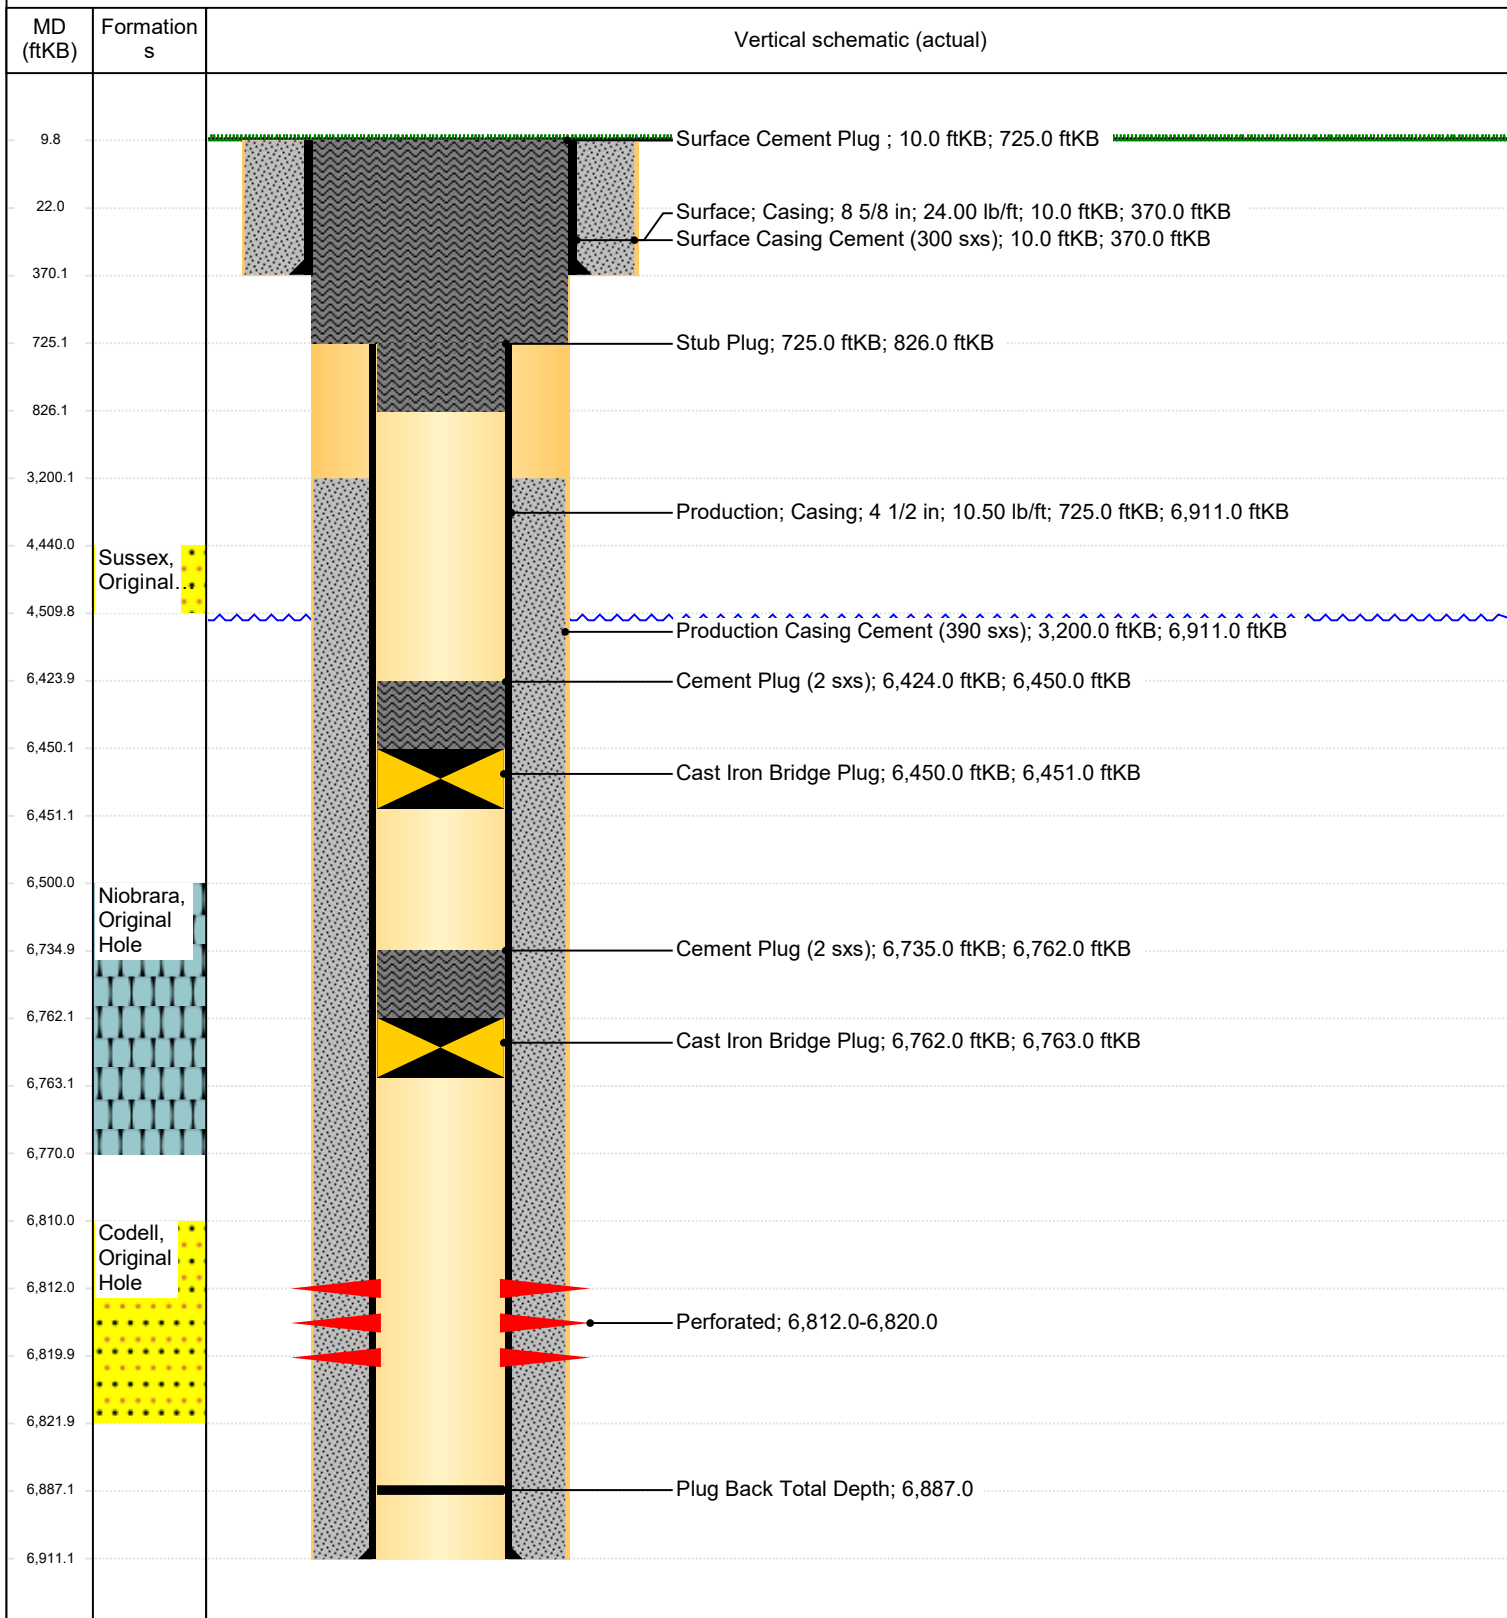 MD
(ftKB)
Formation
s
Vertical schematic (actual)
9.8
Surface Cement Plug ; 10.0 ftKB; 725.0 ftKB
22.0
Surface; Casing; 8 5/8 in; 24.00 lb/ft; 10.0 ftKB; 370.0 ftKB
Surface Casing Cement (300 sxs); 10.0 ftKB; 370.0 ftKB
370.1
725.1
Stub Plug; 725.0 ftKB; 826.0 ftKB
826.1
3,200.1
Production; Casing; 4 1/2 in; 10.50 lb/ft; 725.0 ftKB; 6,911.0 ftKB
4,440.0
Sussex,
Original...
4,509.8
Production Casing Cement (390 sxs); 3,200.0 ftKB; 6,911.0 ftKB
6,423.9
Cement Plug (2 sxs); 6,424.0 ftKB; 6,450.0 ftKB
6,450.1
Cast Iron Bridge Plug; 6,450.0 ftKB; 6,451.0 ftKB
6,451.1
6,500.0
Niobrara,
Original
Hole
6,734.9
Cement Plug (2 sxs); 6,735.0 ftKB; 6,762.0 ftKB
6,762.1
Cast Iron Bridge Plug; 6,762.0 ftKB; 6,763.0 ftKB
6,763.1
6,770.0
6,810.0
Codell,
Original
Hole
6,812.0
Perforated; 6,812.0-6,820.0
6,819.9
6,821.9
6,887.1
Plug Back Total Depth; 6,887.0
6,911.1